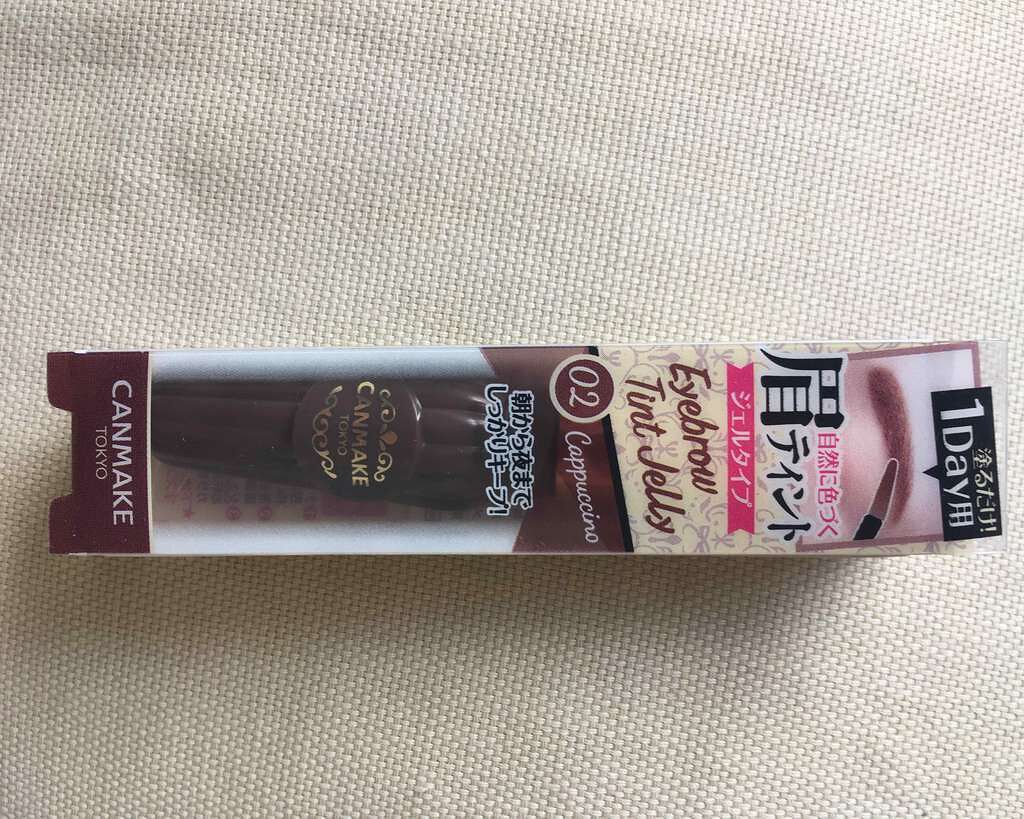 塗るだけ!
1Day用
自然に色づく
眉ティント
ジェルタイプ
Eyebrow
Tint Jelly
02 Cappuccino
朝から夜まで
しっかりキープ!
CANMAKE
TOKYO
CANMAKE
TOKYO